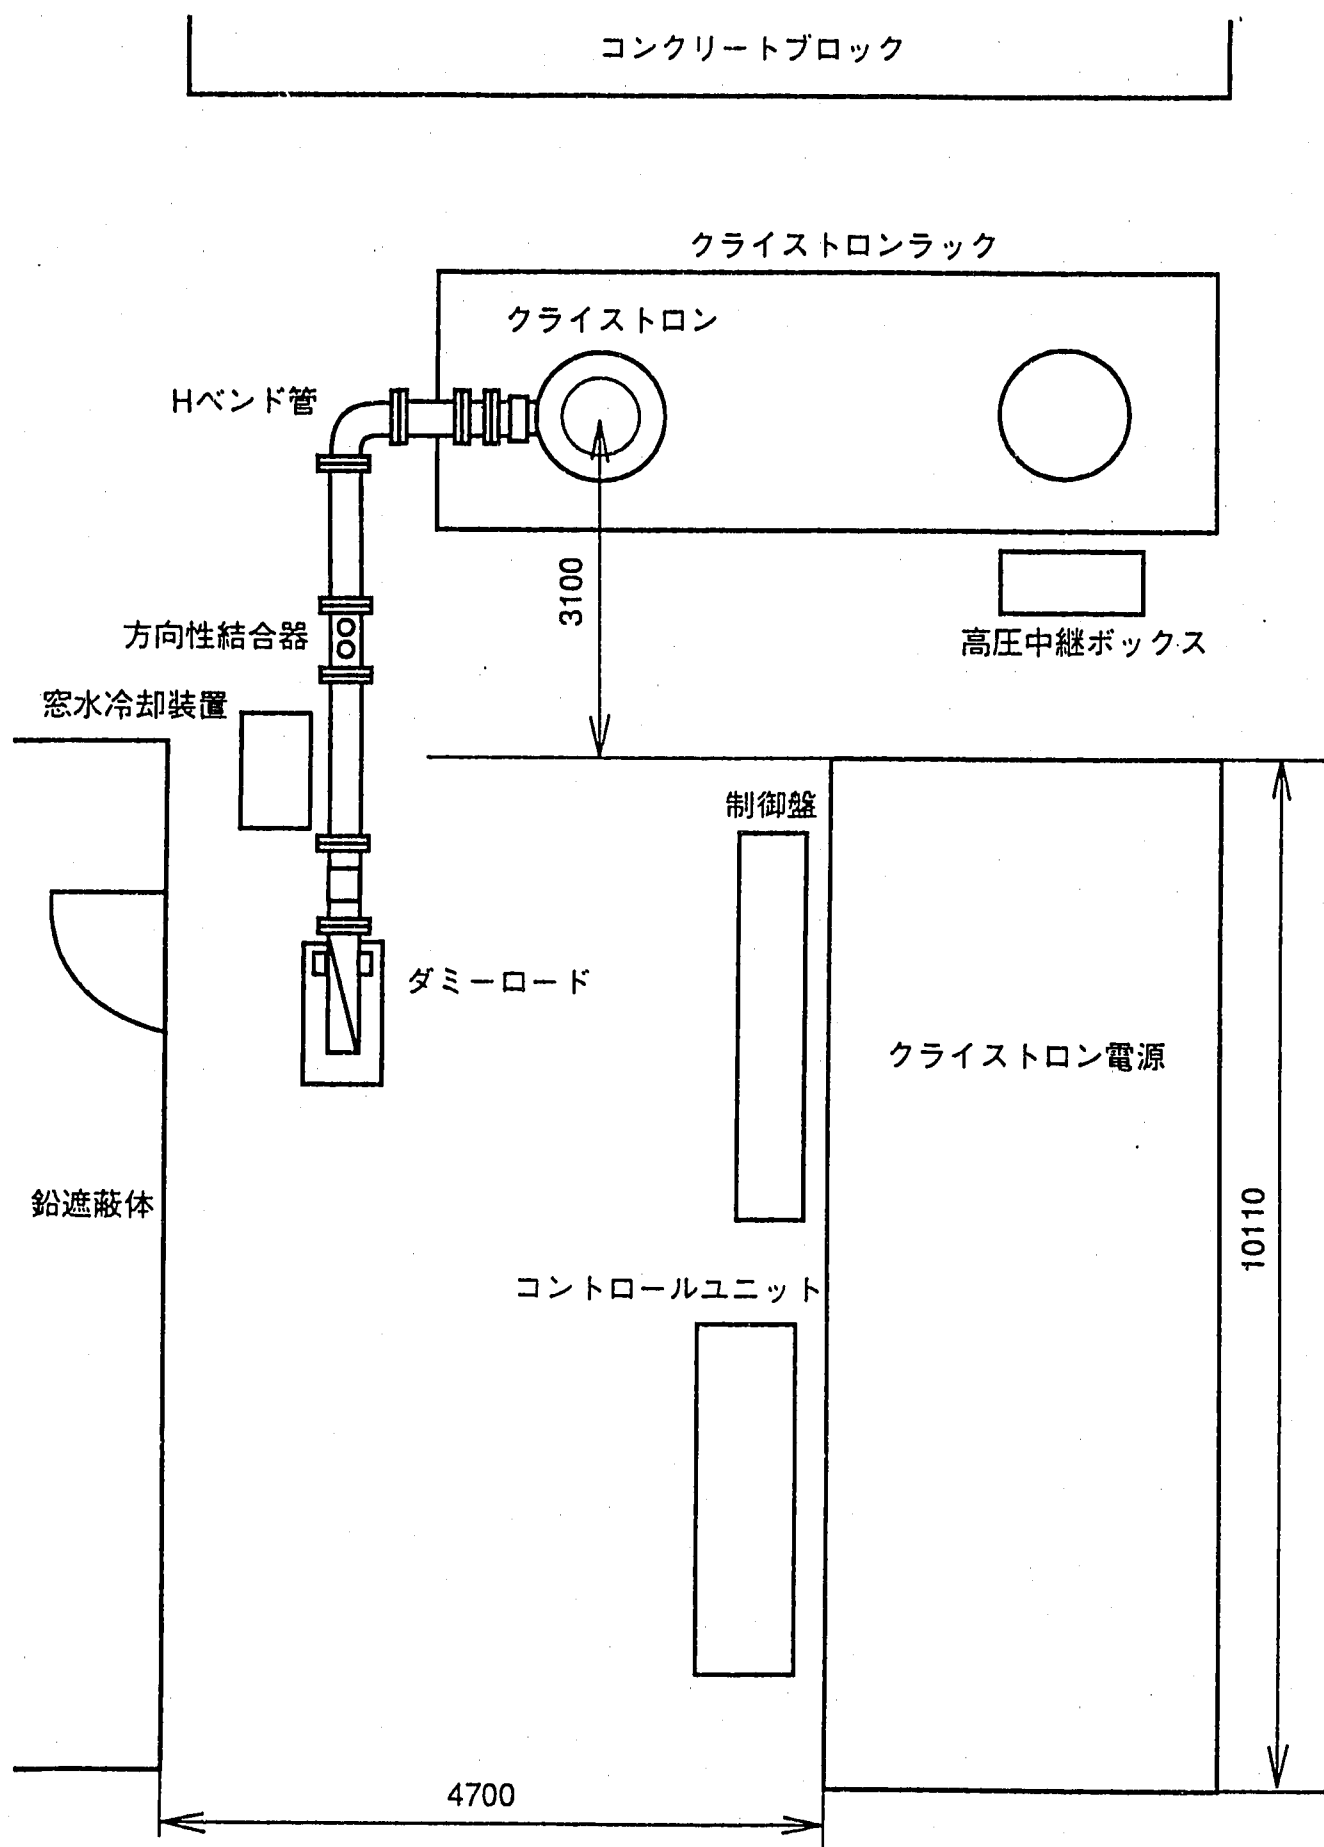 コンクリートブロック
クライストロンラック
クライストロン
Hベンド管
3100
方向性結合器
高圧中継ボックス
窓水冷却装置
制御盤
ダミーロード
クライストロン電源
鉛遮蔽体
10110
コントロールユニット
4700